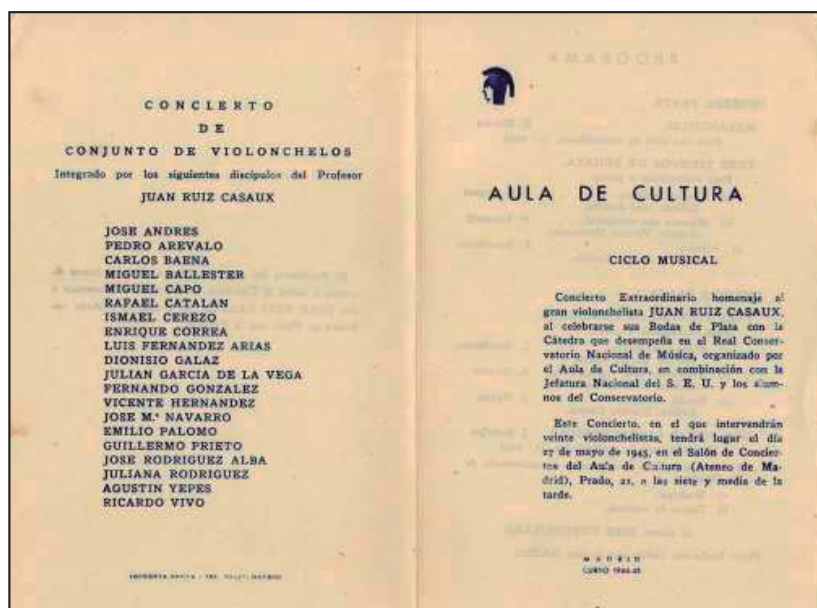 CONCIERTO
DE
CONJUNTO DE VIOLONCHELOS
Integrado por los siguientes discípulos del Profesor
JUAN RUIZ CASAUX
JOSE ANDRES
PEDRO AREVALO
CARLOS BAENA
MIGUEL BALLESTER
MIGUEL CAPO
RAFAEL CATALAN
ISMAEL CEREZO
ENRIQUE CORREA
LUIS FERNANDEZ ARIAS
DIONISIO GALAZ
JULIAN GARCIA DE LA VEGA
FERNANDO GONZALEZ
VICENTE HERNANDEZ
JOSE M.ª NAVARRO
EMILIO PALOMO
GUILLERMO PRIETO
JOSE RODRIGUEZ ALBA
JULIANA RODRIGUEZ
AGUSTIN YEPES
RICARDO VIVO
IMPRENTA
AULA DE CULTURA
CICLO MUSICAL
Concierto Extraordinario homenaje al
gran violonchelista JUAN RUIZ CASAUX,
al celebrarse sus Bodas de Plata con la
Cátedra que desempeña en el Real Conser-
vatorio Nacional de Música, organizado por
el Aula de Cultura, en combinación con la
Jefatura Nacional del S. E. U. y los alum-
nos del Conservatorio.
Este Concierto, en el que intervendrán
veinte violonchelistas, tendrá lugar el día
27 de mayo de 1945, en el Salón de Concier-
tos del Aula de Cultura (Ateneo de Ma-
drid), Prado, 21, a las siete y media de la
tarde.
MADRID
CURSO 1944-45